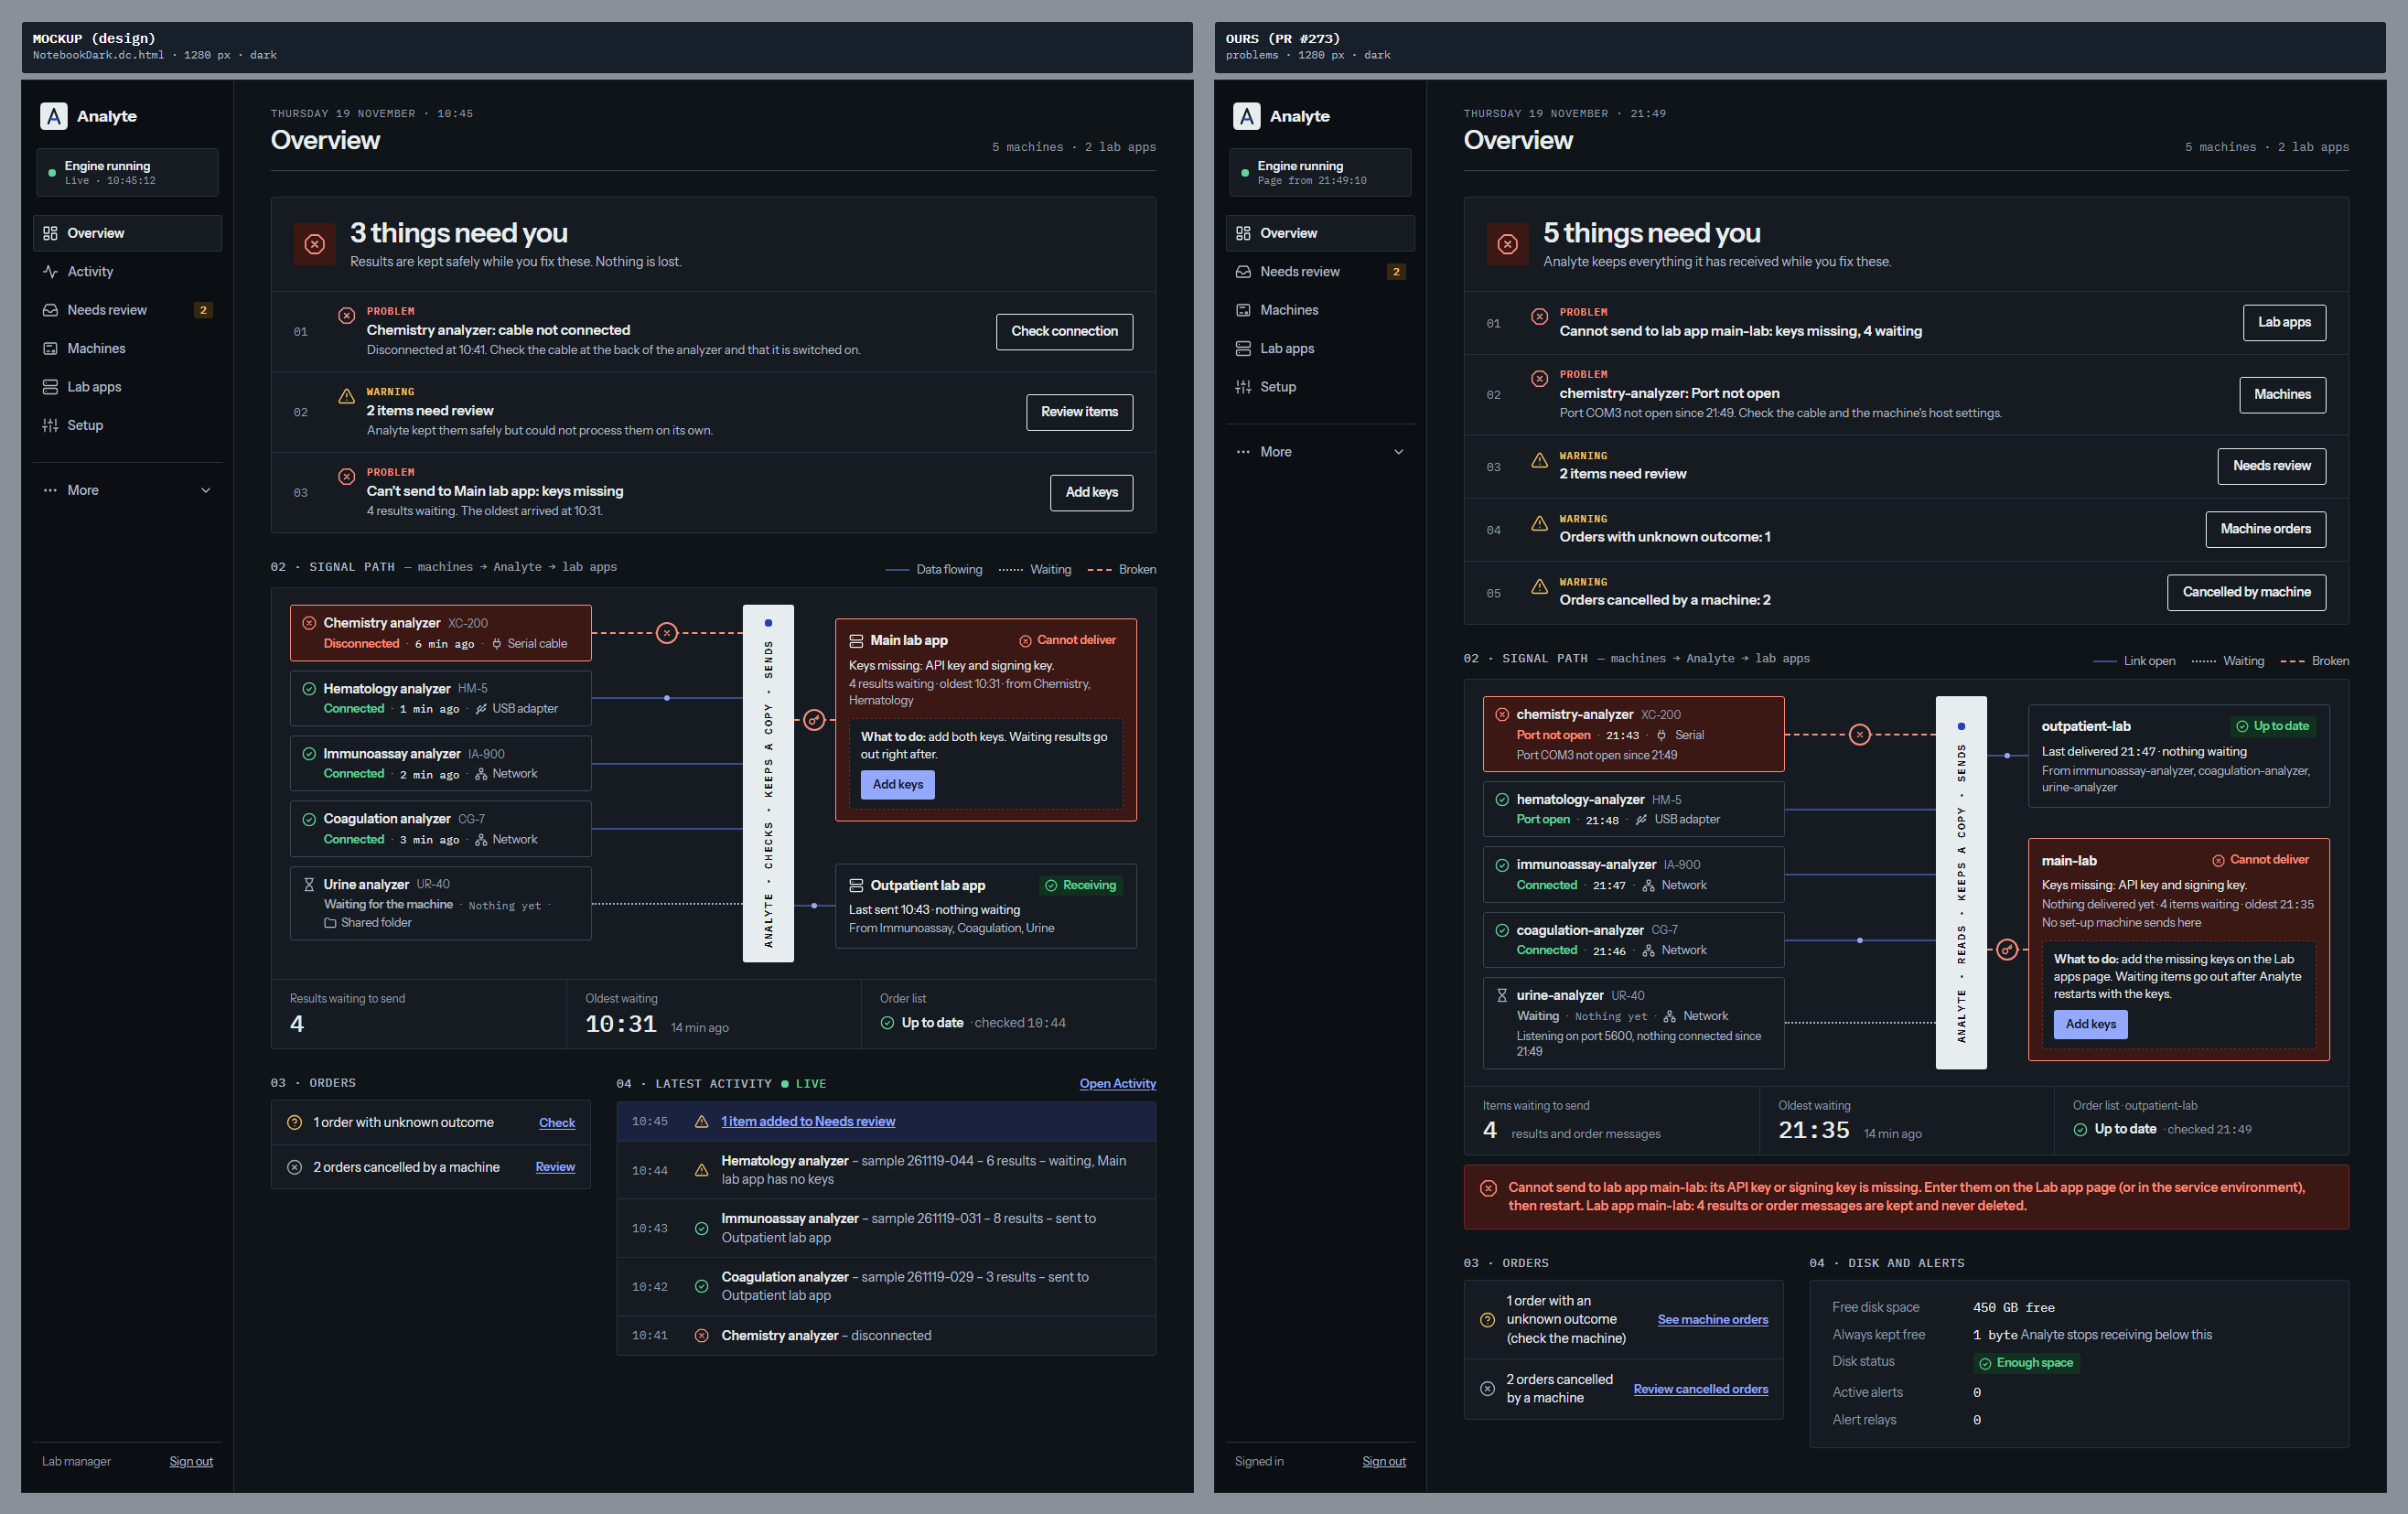 MOCKUP (design)
NotebookDark.dc.html · 1280 px · dark
Analyte
Engine running
Live · 10:45:12
Overview
Activity
Needs review 2
Machines
Lab apps
Setup
More
Lab manager Sign out
THURSDAY 19 NOVEMBER · 10:45
Overview
5 machines · 2 lab apps
3 things need you
Results are kept safely while you fix these. Nothing is lost.
01
PROBLEM
Chemistry analyzer: cable not connected
Disconnected at 10:41. Check the cable at the back of the analyzer and that it is switched on.
Check connection
02
WARNING
2 items need review
Analyte kept them safely but could not process them on its own.
Review items
03
PROBLEM
Can't send to Main lab app: keys missing
4 results waiting. The oldest arrived at 10:31.
Add keys
02 · SIGNAL PATH — machines → Analyte → lab apps
Data flowing Waiting Broken
Chemistry analyzer XC-200
Disconnected · 6 min ago · Serial cable
Hematology analyzer HM-5
Connected · 1 min ago · USB adapter
Immunoassay analyzer IA-900
Connected · 2 min ago · Network
Coagulation analyzer CG-7
Connected · 3 min ago · Network
Urine analyzer UR-40
Waiting for the machine · Nothing yet ·
Shared folder
ANALYTE · CHECKS · KEEPS A COPY · SENDS
Main lab app Cannot deliver
Keys missing: API key and signing key.
4 results waiting · oldest 10:31 · from Chemistry,
Hematology
What to do: add both keys. Waiting results go
out right after.
Add keys
Outpatient lab app Receiving
Last sent 10:43 · nothing waiting
From Immunoassay, Coagulation, Urine
Results waiting to send
4
Oldest waiting
10:31 14 min ago
Order list
Up to date · checked 10:44
03 · ORDERS
1 order with unknown outcome Check
2 orders cancelled by a machine Review
04 · LATEST ACTIVITY LIVE
Open Activity
10:45 1 item added to Needs review
10:44 Hematology analyzer – sample 261119-044 – 6 results – waiting, Main
lab app has no keys
10:43 Immunoassay analyzer – sample 261119-031 – 8 results – sent to
Outpatient lab app
10:42 Coagulation analyzer – sample 261119-029 – 3 results – sent to
Outpatient lab app
10:41 Chemistry analyzer – disconnected
OURS (PR #273)
problems · 1280 px · dark
Analyte
Engine running
Page from 21:49:10
Overview
Needs review 2
Machines
Lab apps
Setup
More
Signed in Sign out
THURSDAY 19 NOVEMBER · 21:49
Overview
5 machines · 2 lab apps
5 things need you
Analyte keeps everything it has received while you fix these.
01
PROBLEM
Cannot send to lab app main-lab: keys missing, 4 waiting
Lab apps
02
PROBLEM
chemistry-analyzer: Port not open
Port COM3 not open since 21:49. Check the cable and the machine's host settings.
Machines
03
WARNING
2 items need review
Needs review
04
WARNING
Orders with unknown outcome: 1
Machine orders
05
WARNING
Orders cancelled by a machine: 2
Cancelled by machine
02 · SIGNAL PATH — machines → Analyte → lab apps
Link open Waiting Broken
chemistry-analyzer XC-200
Port not open · 21:43 · Serial
Port COM3 not open since 21:49
hematology-analyzer HM-5
Port open · 21:48 · USB adapter
immunoassay-analyzer IA-900
Connected · 21:47 · Network
coagulation-analyzer CG-7
Connected · 21:46 · Network
urine-analyzer UR-40
Waiting · Nothing yet · Network
Listening on port 5600, nothing connected since
21:49
ANALYTE · READS · KEEPS A COPY · SENDS
outpatient-lab Up to date
Last delivered 21:47 · nothing waiting
From immunoassay-analyzer, coagulation-analyzer,
urine-analyzer
main-lab Cannot deliver
Keys missing: API key and signing key.
Nothing delivered yet · 4 items waiting · oldest 21:35
No set-up machine sends here
What to do: add the missing keys on the Lab
apps page. Waiting items go out after Analyte
restarts with the keys.
Add keys
Items waiting to send
4 results and order messages
Oldest waiting
21:35 14 min ago
Order list · outpatient-lab
Up to date · checked 21:49
Cannot send to lab app main-lab: its API key or signing key is missing. Enter them on the Lab app page (or in the service environment),
then restart. Lab app main-lab: 4 results or order messages are kept and never deleted.
03 · ORDERS
1 order with an
unknown outcome
(check the machine)
See machine orders
2 orders cancelled
by a machine
Review cancelled orders
04 · DISK AND ALERTS
Free disk space 450 GB free
Always kept free 1 byte Analyte stops receiving below this
Disk status Enough space
Active alerts 0
Alert relays 0